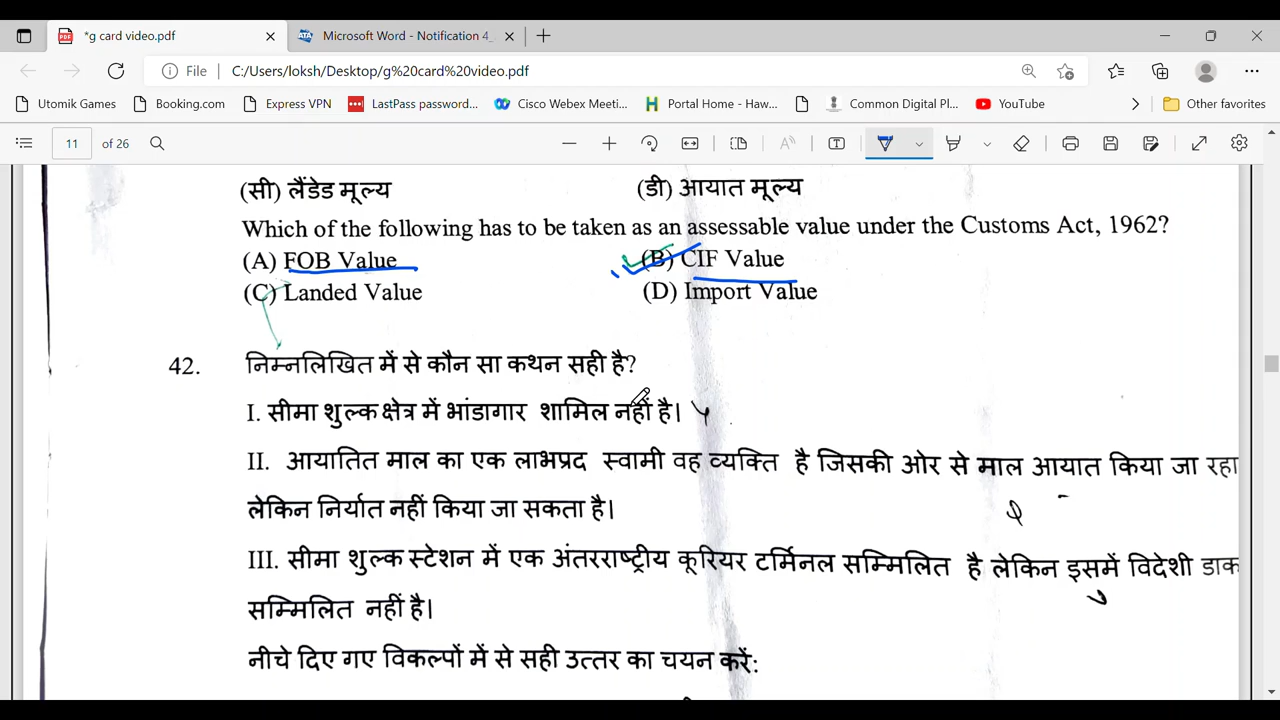 *g card video.pdf
Microsoft Word - Notification 4_
File
C:/Users/loksh/Desktop/g%20card%20video.pdf
Utomik Games
Booking.com
Express VPN
LastPass password...
Cisco Webex Meeti...
Portal Home - Haw...
Common Digital Pl...
YouTube
Other favorites
11 of 26
(सी) लैंडेड मूल्य (डी) आयात मूल्य
Which of the following has to be taken as an assessable value under the Customs Act, 1962?
(A) FOB Value (B) CIF Value
(C) Landed Value (D) Import Value
42. निम्नलिखित में से कौन सा कथन सही है?
I. सीमा शुल्क क्षेत्र में भांडागार शामिल नहीं है।
II. आयातित माल का एक लाभप्रद स्वामी वह व्यक्ति है जिसकी ओर से माल आयात किया जा रहा
लेकिन निर्यात नहीं किया जा सकता है।
III. सीमा शुल्क स्टेशन में एक अंतरराष्ट्रीय कूरियर टर्मिनल सम्मिलित है लेकिन इसमें विदेशी डाक
सम्मिलित नहीं है।
नीचे दिए गए विकल्पों में से सही उत्तर का चयन करें: